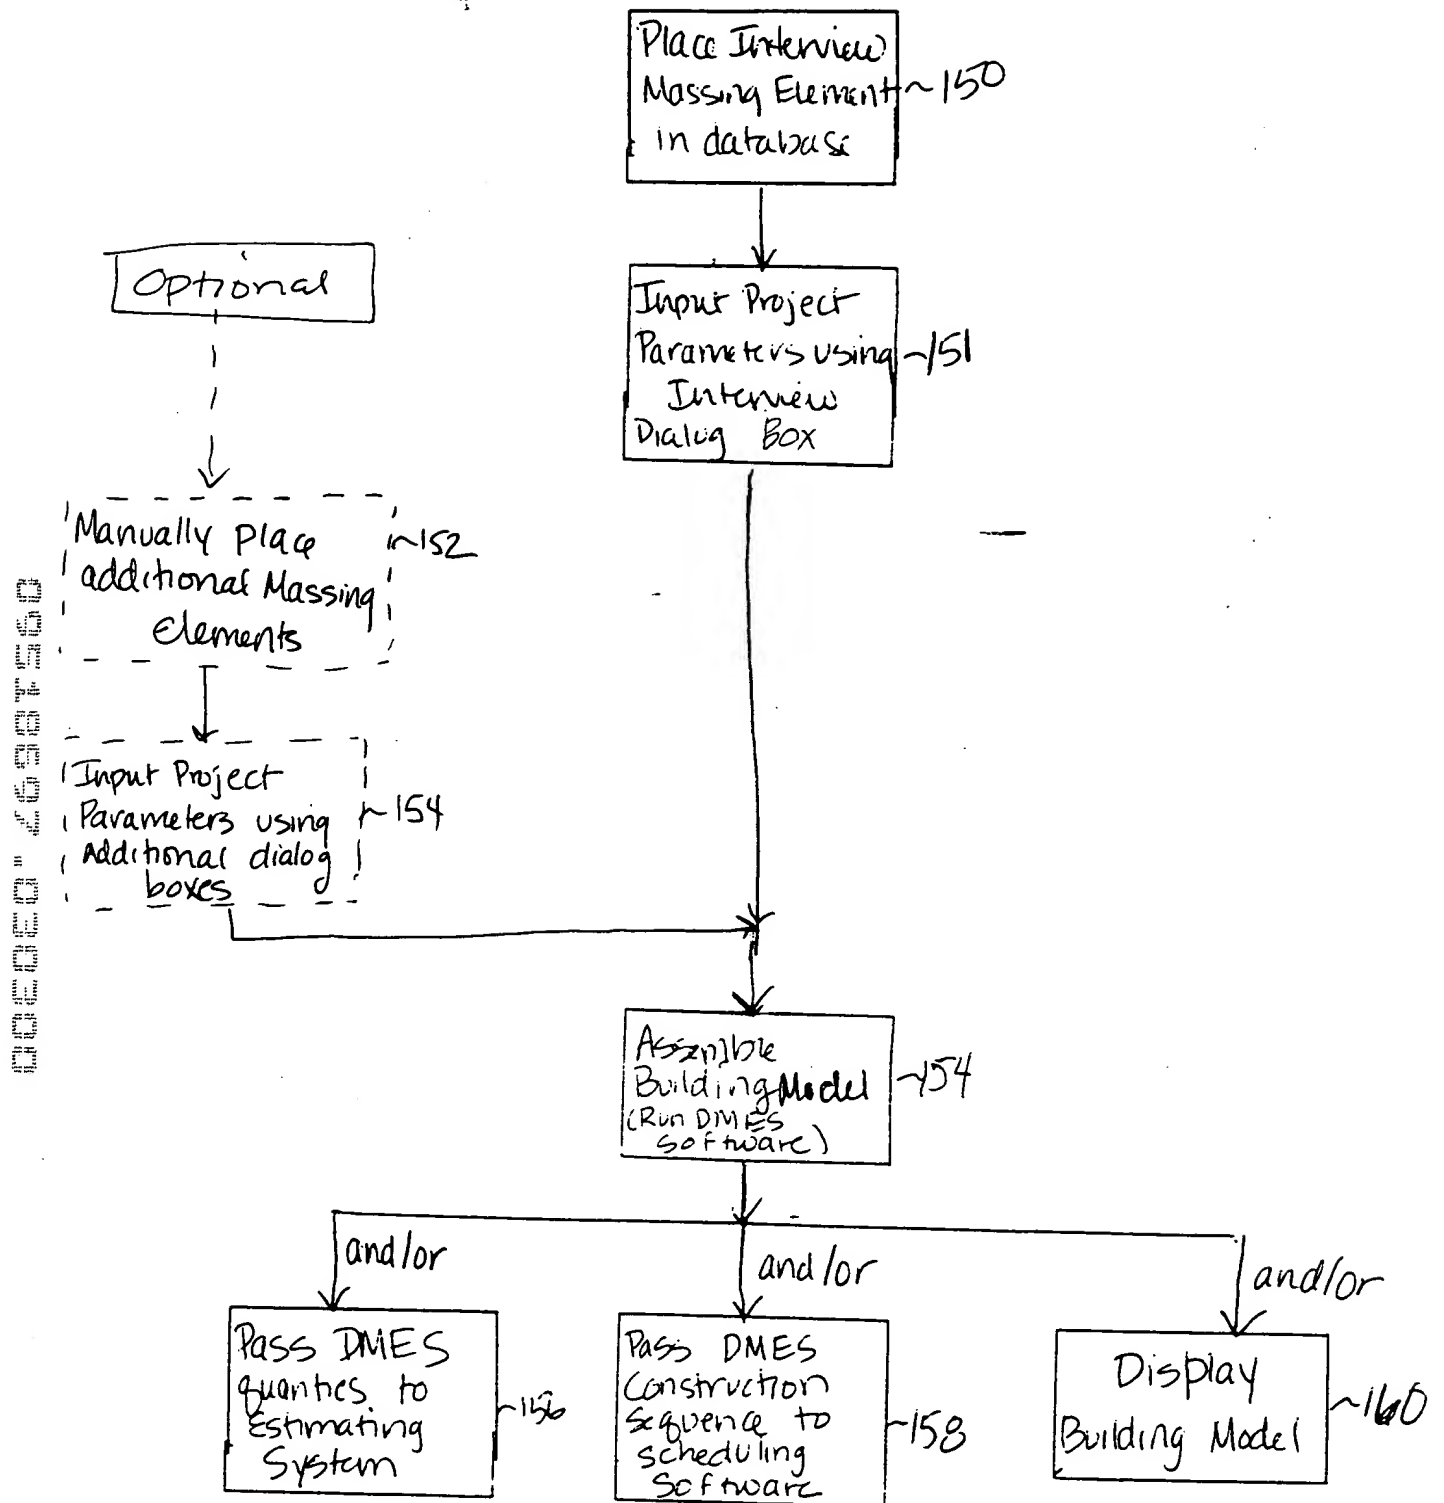 Place Interview
Massing Element ~150
in database
Input Project
Parameters using ~151
Interview
Dialog Box
Optional
Manually Place ~152
additional Massing
Elements
Input Project
Parameters using ~154
Additional dialog
boxes
Assemble
Building Model ~154
(Run DMES
Software)
and/or
and/or
and/or
Pass DMES
quanties to
Estimating ~156
System
Pass DMES
Construction
sequence to ~158
scheduling
Software
Display
Building Model ~160
09518597.030300